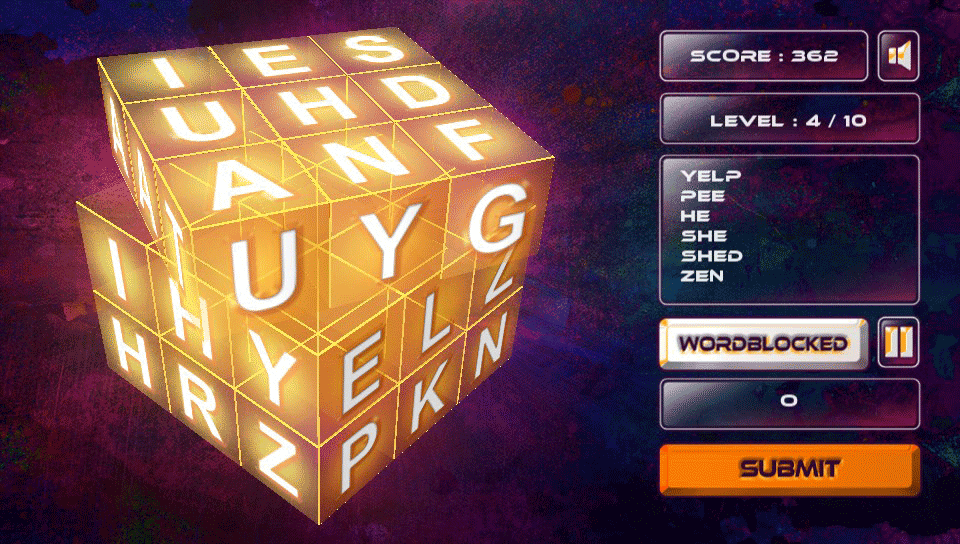 I E S
U H D
A N F
A A T
U Y G
I H Y
E L Z
H R Z
P K N
SCORE : 362
LEVEL : 4 / 10
YELP
PEE
HE
SHE
SHED
ZEN
WORDBLOCKED
0
SUBMIT